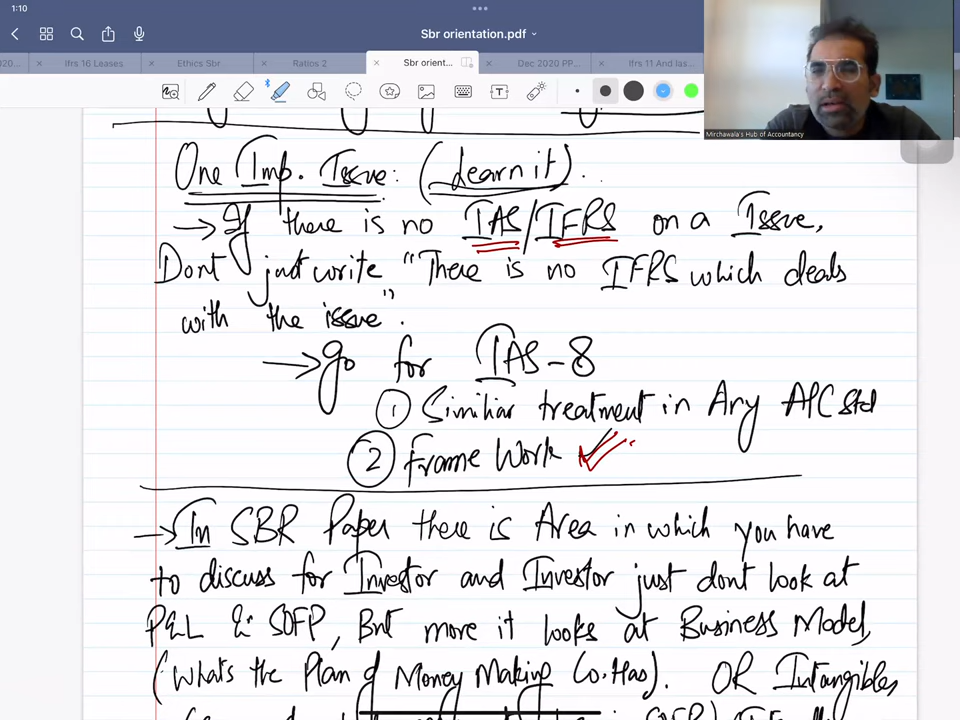 1:10
Sbr orientation.pdf
020...
Ifrs 16 Leases
Ethics Sbr
Ratios 2
Sbr orient...
Dec 2020 PP...
Ifrs 11 And Ias...
Mirchawala's Hub of Accountancy
One Imp. Issue: (Learn it).
→ If there is no IAS/IFRS on a Issue,
Dont just write "There is no IFRS which deals
with the issue".
→ go for IAS-8
① Similiar treatment in Any A/C Std
② Frame Work
→ In SBR Paper there is Area in which you have
to discuss for Investor and Investor just dont look at
P&L & SOFP, But more it looks at Business Model,
(whats the Plan of Money Making Co. Has). OR Intangibles